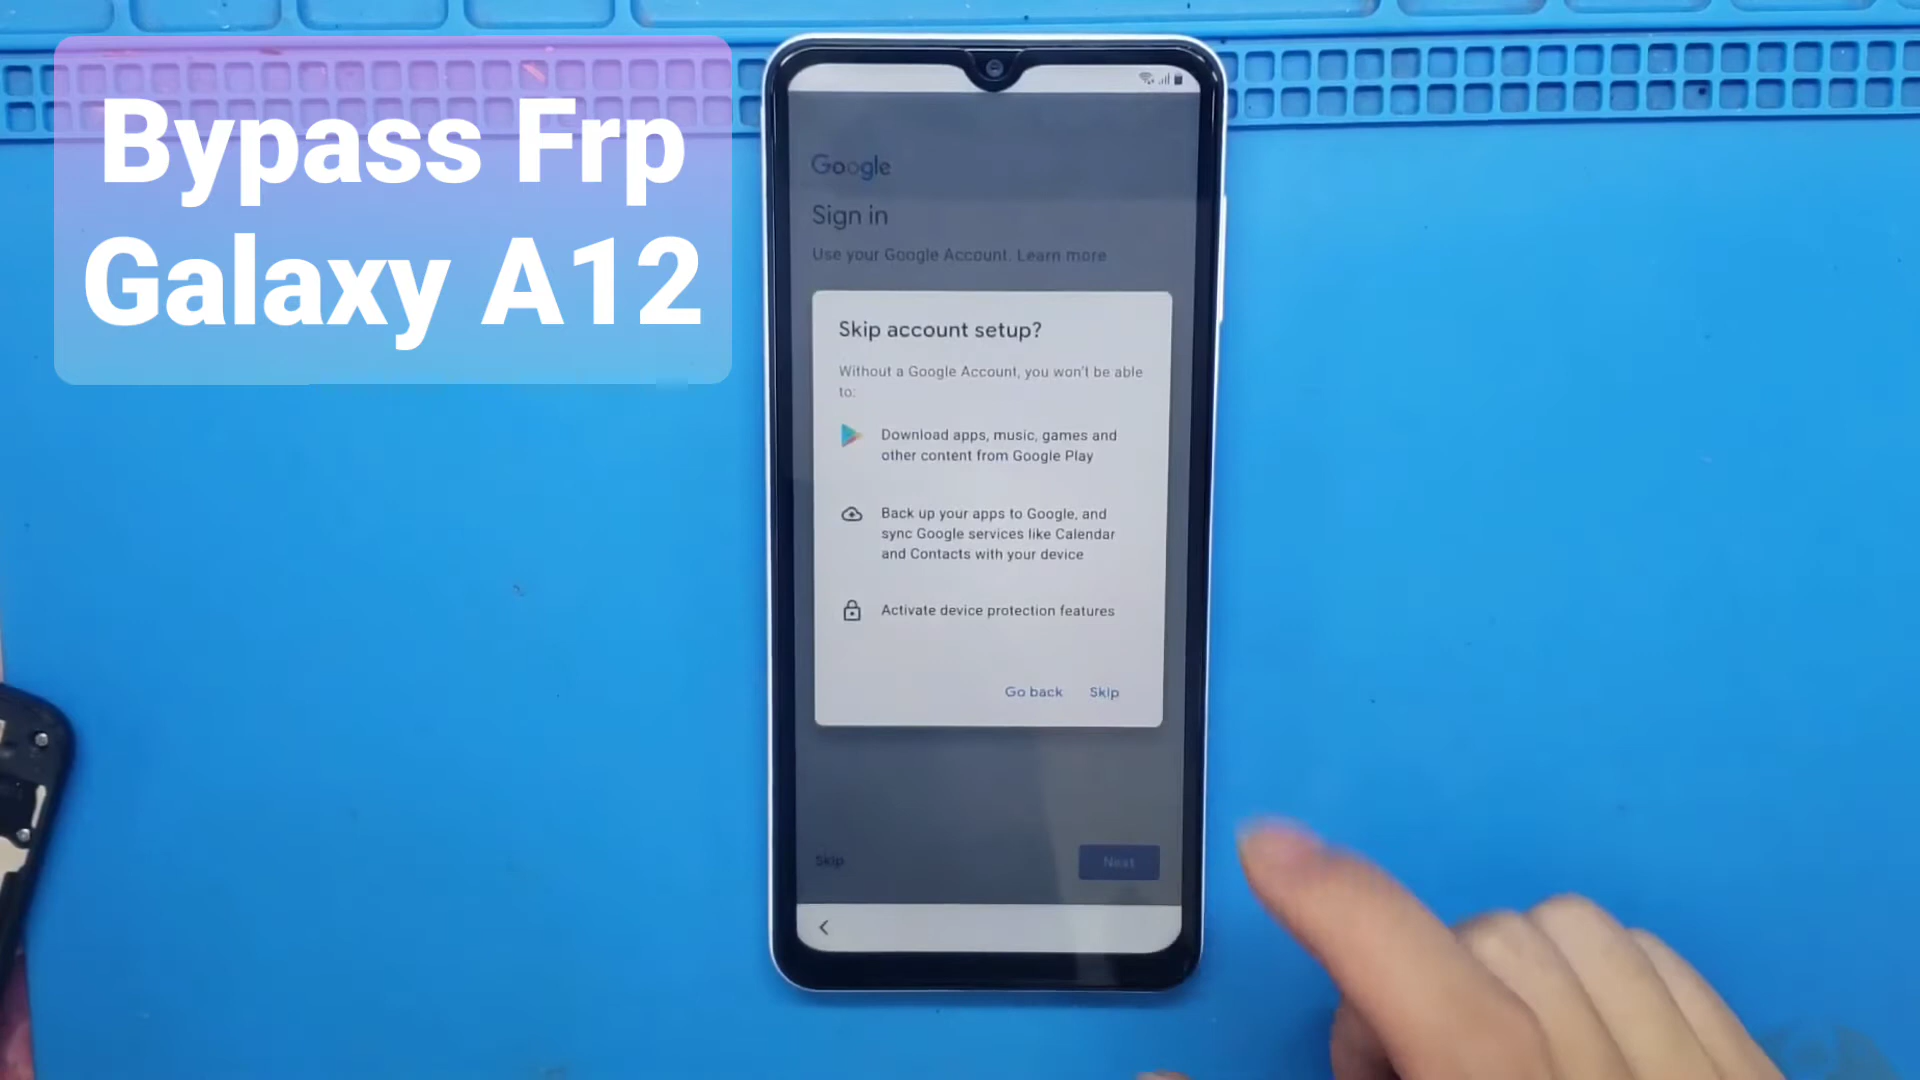 Bypass Frp
Galaxy A12
Google
Sign in
Use your Google Account. Learn more
Skip account setup?
Without a Google Account, you won't be able
to:
Download apps, music, games and
other content from Google Play
Back up your apps to Google, and
sync Google services like Calendar
and Contacts with your device
Activate device protection features
Go back Skip
Skip Next